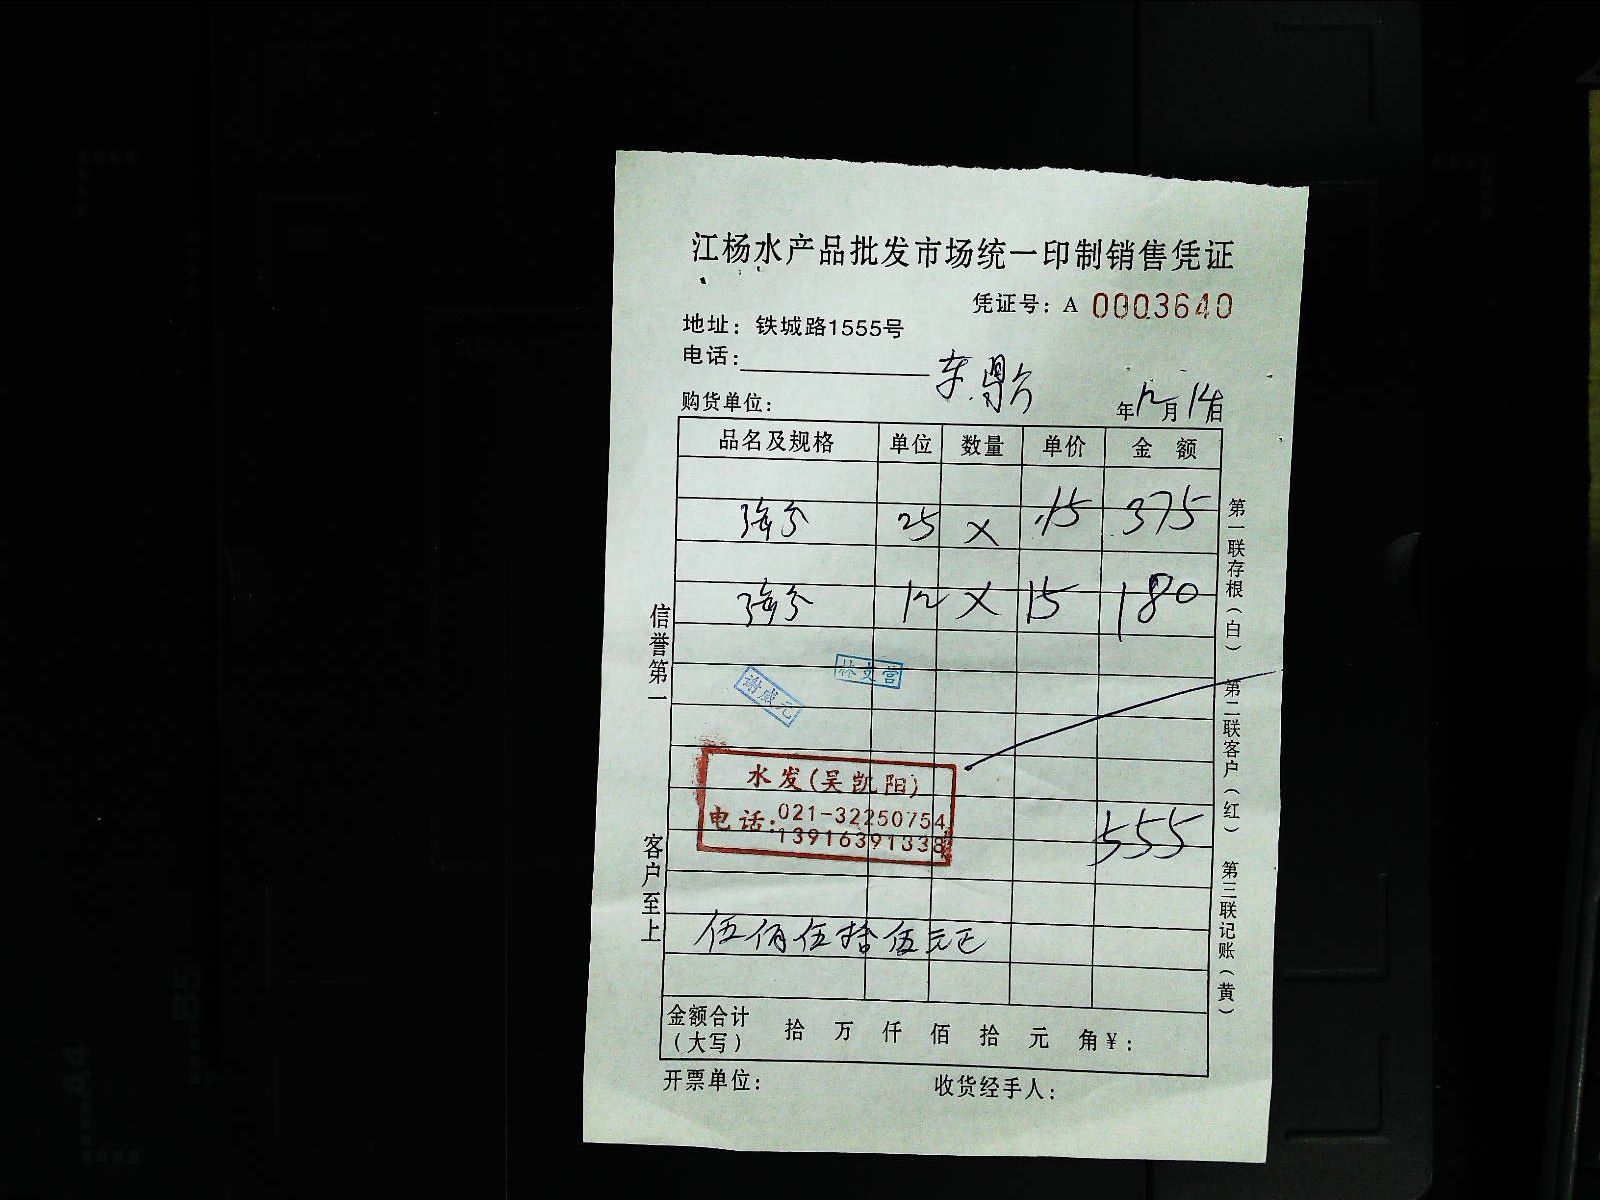 江杨水产品批发市场统一印制销售凭证
凭证号：A 0003640
地址：铁城路1555号
电话：
购货单位：
年12月14日
品名及规格 单位 数量 单价 金 额
25 × 15 375
12 × 15 180
林文营
谢成元
水发(吴凯阳)
电话:021-32250754
13916391338
555
伍佰伍拾伍元正
金额合计（大写） 拾 万 仟 佰 拾 元 角¥：
开票单位： 收货经手人：
信誉第一
客户至上
第一联存根（白） 第二联客户（红） 第三联记账（黄）